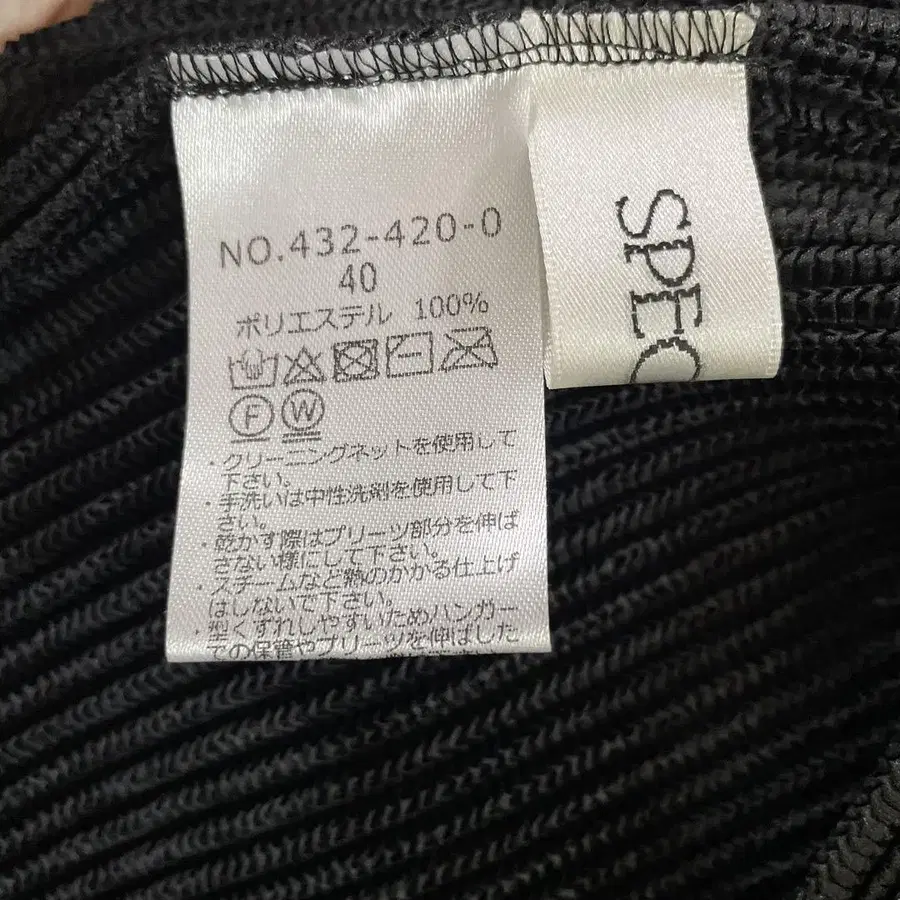 NO.432-420-0
40
ポリエステル 100%
F W
・クリーニングネットを使用して
下さい。
・手洗いは中性洗剤を使用して下
さい。
・乾かす際はプリーツ部分を伸ば
さない様にして下さい。
・スチームなど熱のかかる仕上げ
はしないで下さい。
・型くずれしやすいためハンガー
での保管やプリーツを伸ばした
SPEC